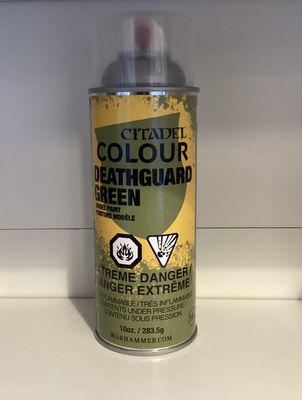 CITADEL
COLOUR
DEATHGUARD
GREEN
MODEL PAINT
PEINTURE MODÈLE
EXTREME DANGER /
DANGER EXTRÊME
FLAMMABLE / TRÈS INFLAMMABLE
CONTENTS UNDER PRESSURE /
CONTENU SOUS PRESSION
10oz. / 283.5g
WARHAMMER.COM